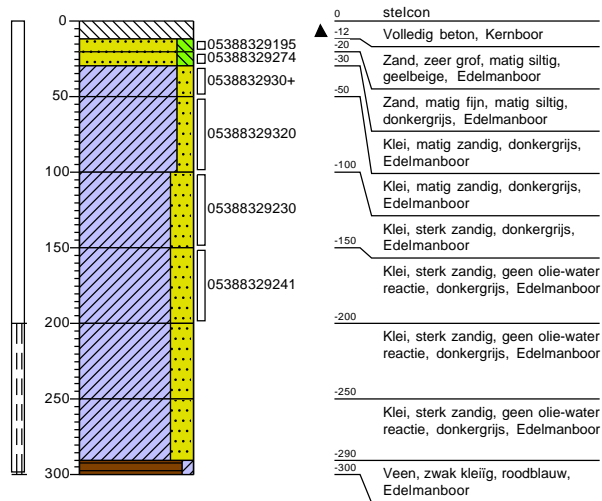 0
50
100
150
200
250
300
05388329195
05388329274
0538832930+
05388329320
05388329230
05388329241
0
stelcon
-12
Volledig beton, Kernboor
-20
Zand, zeer grof, matig siltig,
geelbeige, Edelmanboor
-30
Zand, matig fijn, matig siltig,
donkergrijs, Edelmanboor
-50
Klei, matig zandig, donkergrijs,
Edelmanboor
Klei, matig zandig, donkergrijs,
Edelmanboor
-100
Klei, sterk zandig, donkergrijs,
Edelmanboor
-150
Klei, sterk zandig, geen olie-water
reactie, donkergrijs, Edelmanboor
-200
Klei, sterk zandig, geen olie-water
reactie, donkergrijs, Edelmanboor
-250
Klei, sterk zandig, geen olie-water
reactie, donkergrijs, Edelmanboor
-290
-300
Veen, zwak kleiïg, roodblauw,
Edelmanboor